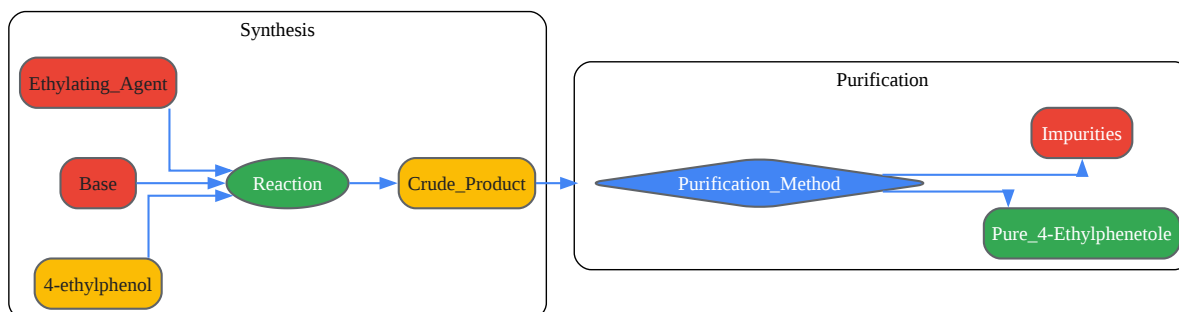 Synthesis
Ethylating_Agent
Base
4-ethylphenol
Reaction
Crude_Product
Purification
Purification_Method
Impurities
Pure_4-Ethylphenetole